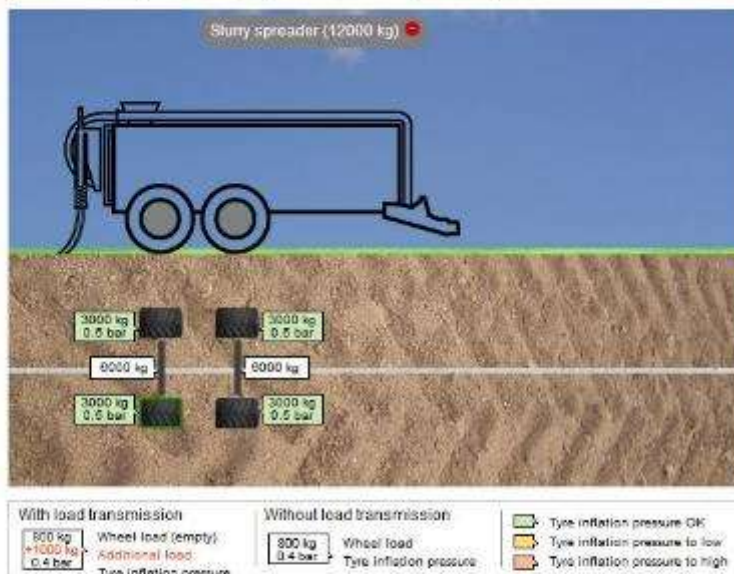 Slurry spreader (12000 kg)
3000 kg
0.5 bar
3000 kg
0.5 bar
6000 kg
6000 kg
3000 kg
0.5 bar
3000 kg
0.5 bar
With load transmission
800 kg
+1000 kg
0.4 bar
Wheel load (empty)
Additional load
Tyre inflation pressure
Without load transmission
800 kg
0.4 bar
Wheel load
Tyre inflation pressure
Tyre inflation pressure OK
Tyre inflation pressure to low
Tyre inflation pressure to high